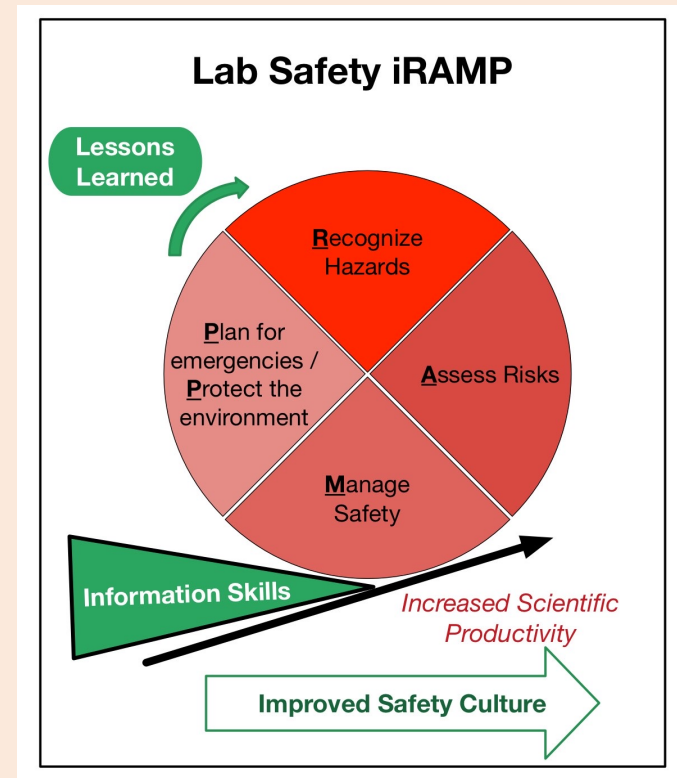 Lab Safety iRAMP
Lessons
Learned
Recognize
Hazards
Assess Risks
Manage
Safety
Plan for
emergencies /
Protect the
environment
Information Skills
Increased Scientific
Productivity
Improved Safety Culture